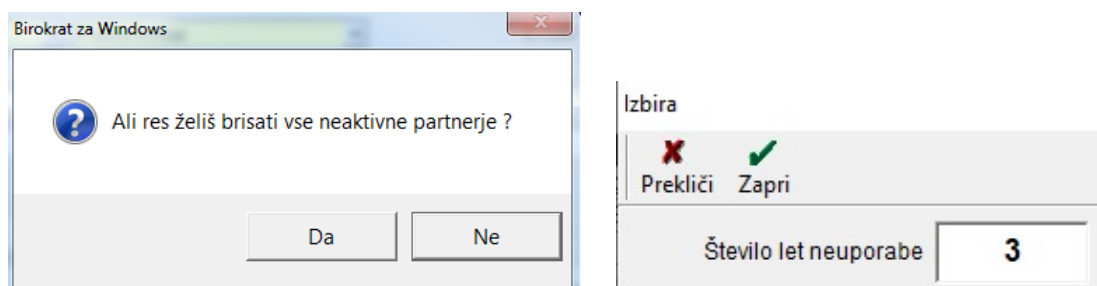 Birokrat za Windows
Ali res želiš brisati vse neaktivne partnerje ?
Da Ne
Izbira
Prekliči Zapri
Število let neuporabe 3